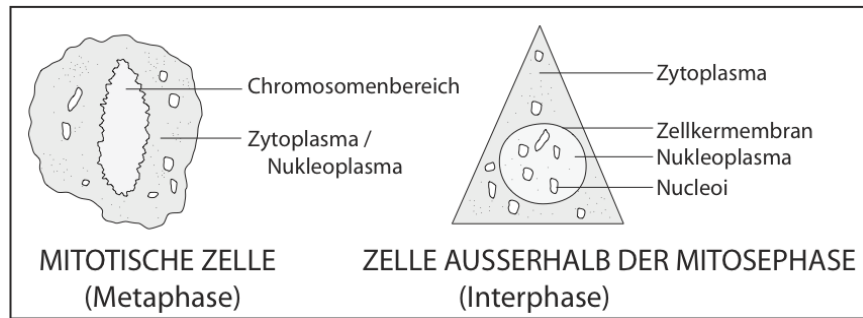 Chromosomenbereich
Zytoplasma /
Nukleoplasma
MITOTISCHE ZELLE
(Metaphase)
Zytoplasma
Zellkermembran
Nukleoplasma
Nucleoi
ZELLE AUSSERHALB DER MITOSEPHASE
(Interphase)